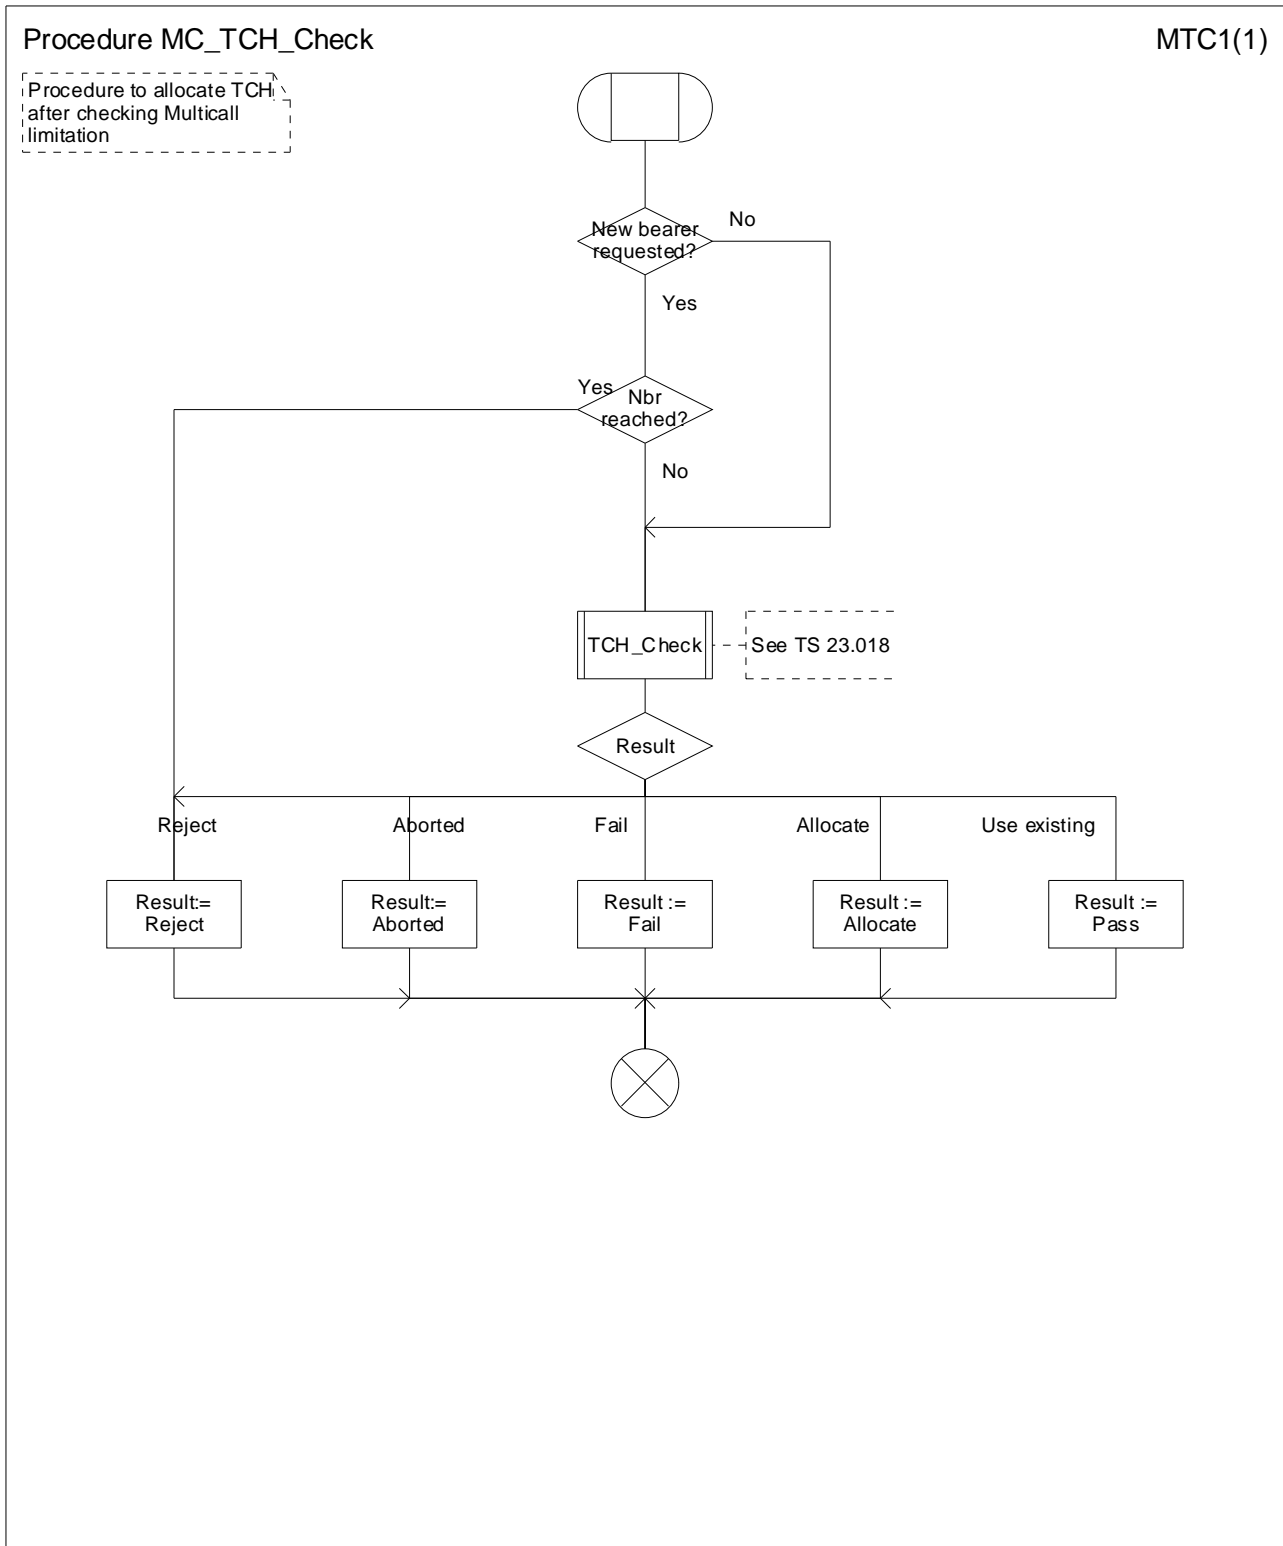 Procedure MC_TCH_Check
MTC1(1)
Procedure to allocate TCH
after checking Multicall
limitation
No
New bearer
requested?
Yes
Yes
Nbr
reached?
No
TCH_Check
See TS 23.018
Result
Reject
Aborted
Fail
Allocate
Use existing
Result:=
Reject
Result:=
Aborted
Result :=
Fail
Result :=
Allocate
Result :=
Pass